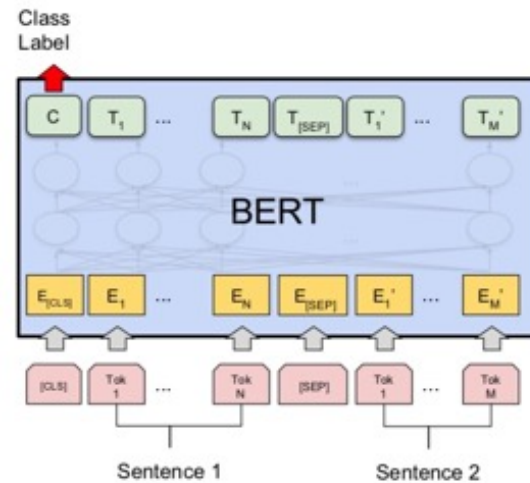 Class
Label
C T1 ... TN T[SEP] T1' ... TM'
...
BERT
...
E[CLS] E1 ... EN E[SEP] E1' ... EM'
[CLS] Tok 1 ... Tok N [SEP] Tok 1 ... Tok M
Sentence 1 Sentence 2